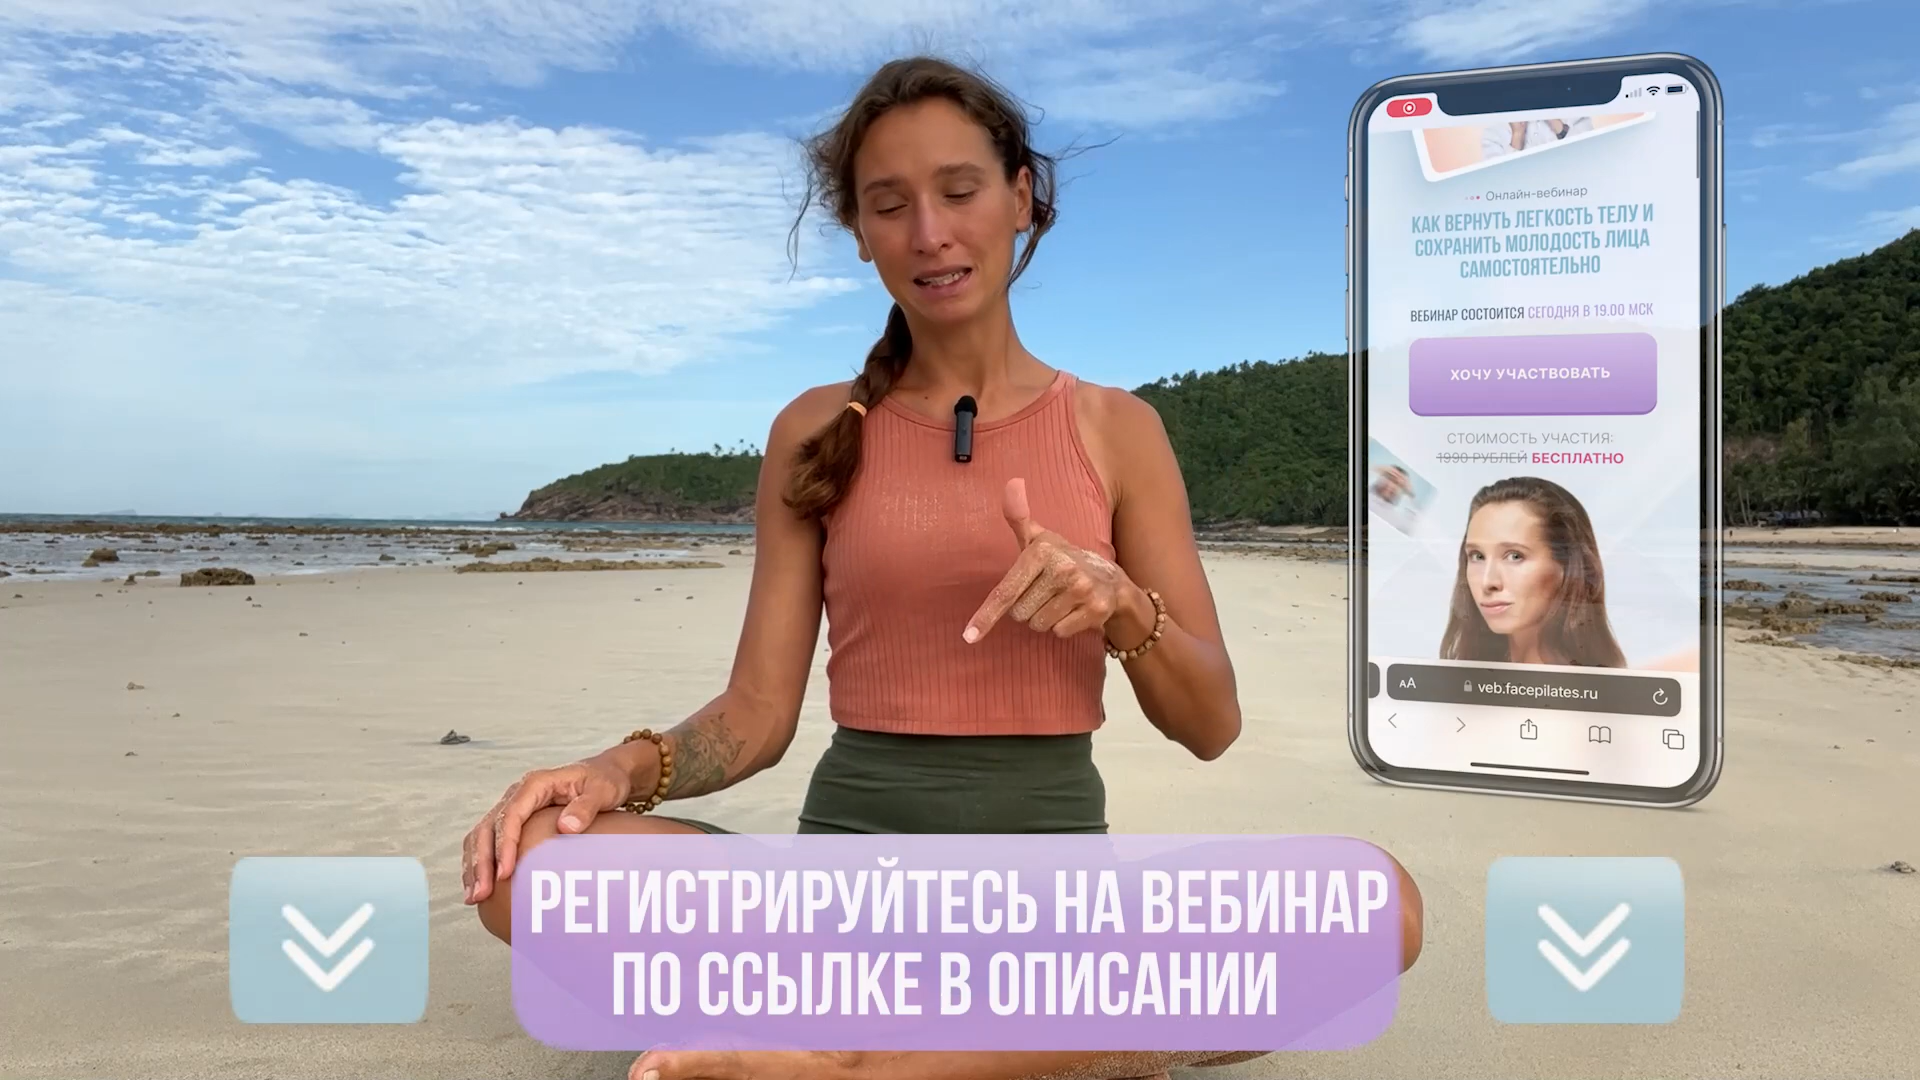 Онлайн-вебинар
КАК ВЕРНУТЬ ЛЕГКОСТЬ ТЕЛУ И
СОХРАНИТЬ МОЛОДОСТЬ ЛИЦА
САМОСТОЯТЕЛЬНО
ВЕБИНАР СОСТОИТСЯ СЕГОДНЯ В 19.00 МСК
ХОЧУ УЧАСТВОВАТЬ
СТОИМОСТЬ УЧАСТИЯ:
1990 РУБЛЕЙ БЕСПЛАТНО
AA veb.facepilates.ru
РЕГИСТРИРУЙТЕСЬ НА ВЕБИНАР
ПО ССЫЛКЕ В ОПИСАНИИ